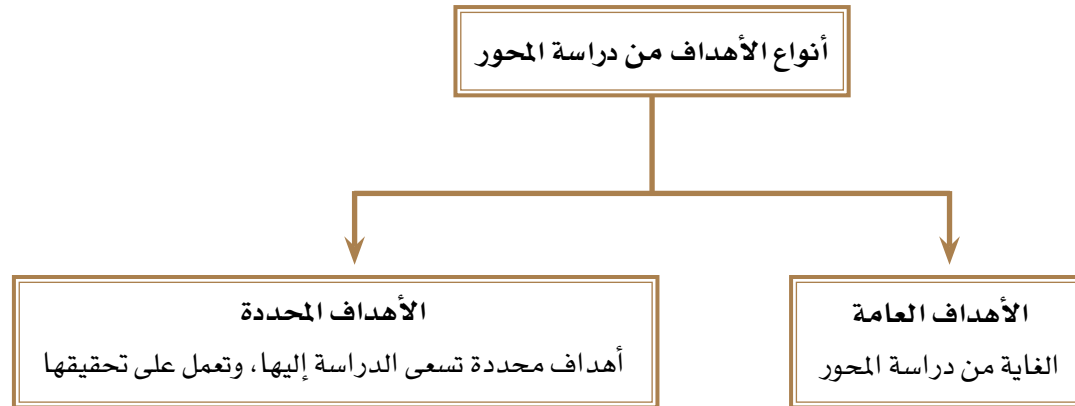 أنواع الأهداف من دراسة المحور
الأهداف العامة
الغاية من دراسة المحور
الأهداف المحددة
أهداف محددة تسعى الدراسة إليها، وتعمل على تحقيقها